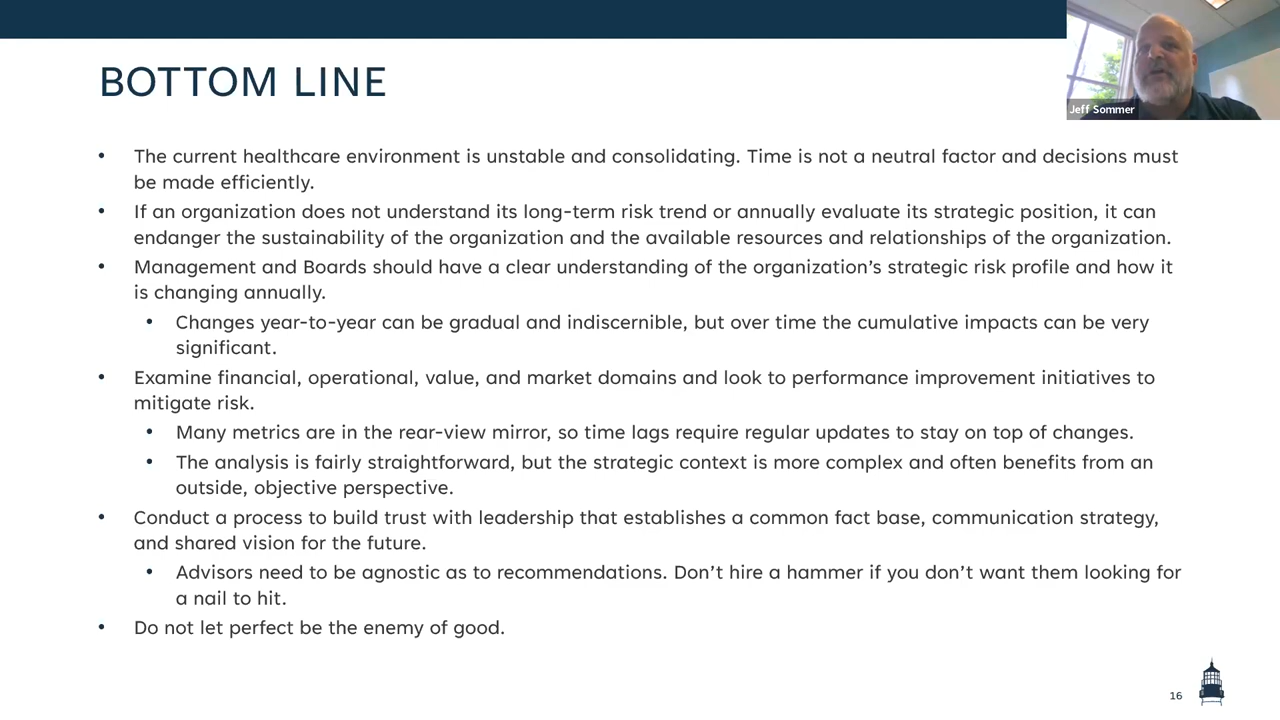 Jeff Sommer
BOTTOM LINE
• The current healthcare environment is unstable and consolidating. Time is not a neutral factor and decisions must
be made efficiently.
• If an organization does not understand its long-term risk trend or annually evaluate its strategic position, it can
endanger the sustainability of the organization and the available resources and relationships of the organization.
• Management and Boards should have a clear understanding of the organization’s strategic risk profile and how it
is changing annually.
• Changes year-to-year can be gradual and indiscernible, but over time the cumulative impacts can be very
significant.
• Examine financial, operational, value, and market domains and look to performance improvement initiatives to
mitigate risk.
• Many metrics are in the rear-view mirror, so time lags require regular updates to stay on top of changes.
• The analysis is fairly straightforward, but the strategic context is more complex and often benefits from an
outside, objective perspective.
• Conduct a process to build trust with leadership that establishes a common fact base, communication strategy,
and shared vision for the future.
• Advisors need to be agnostic as to recommendations. Don’t hire a hammer if you don’t want them looking for
a nail to hit.
• Do not let perfect be the enemy of good.
16